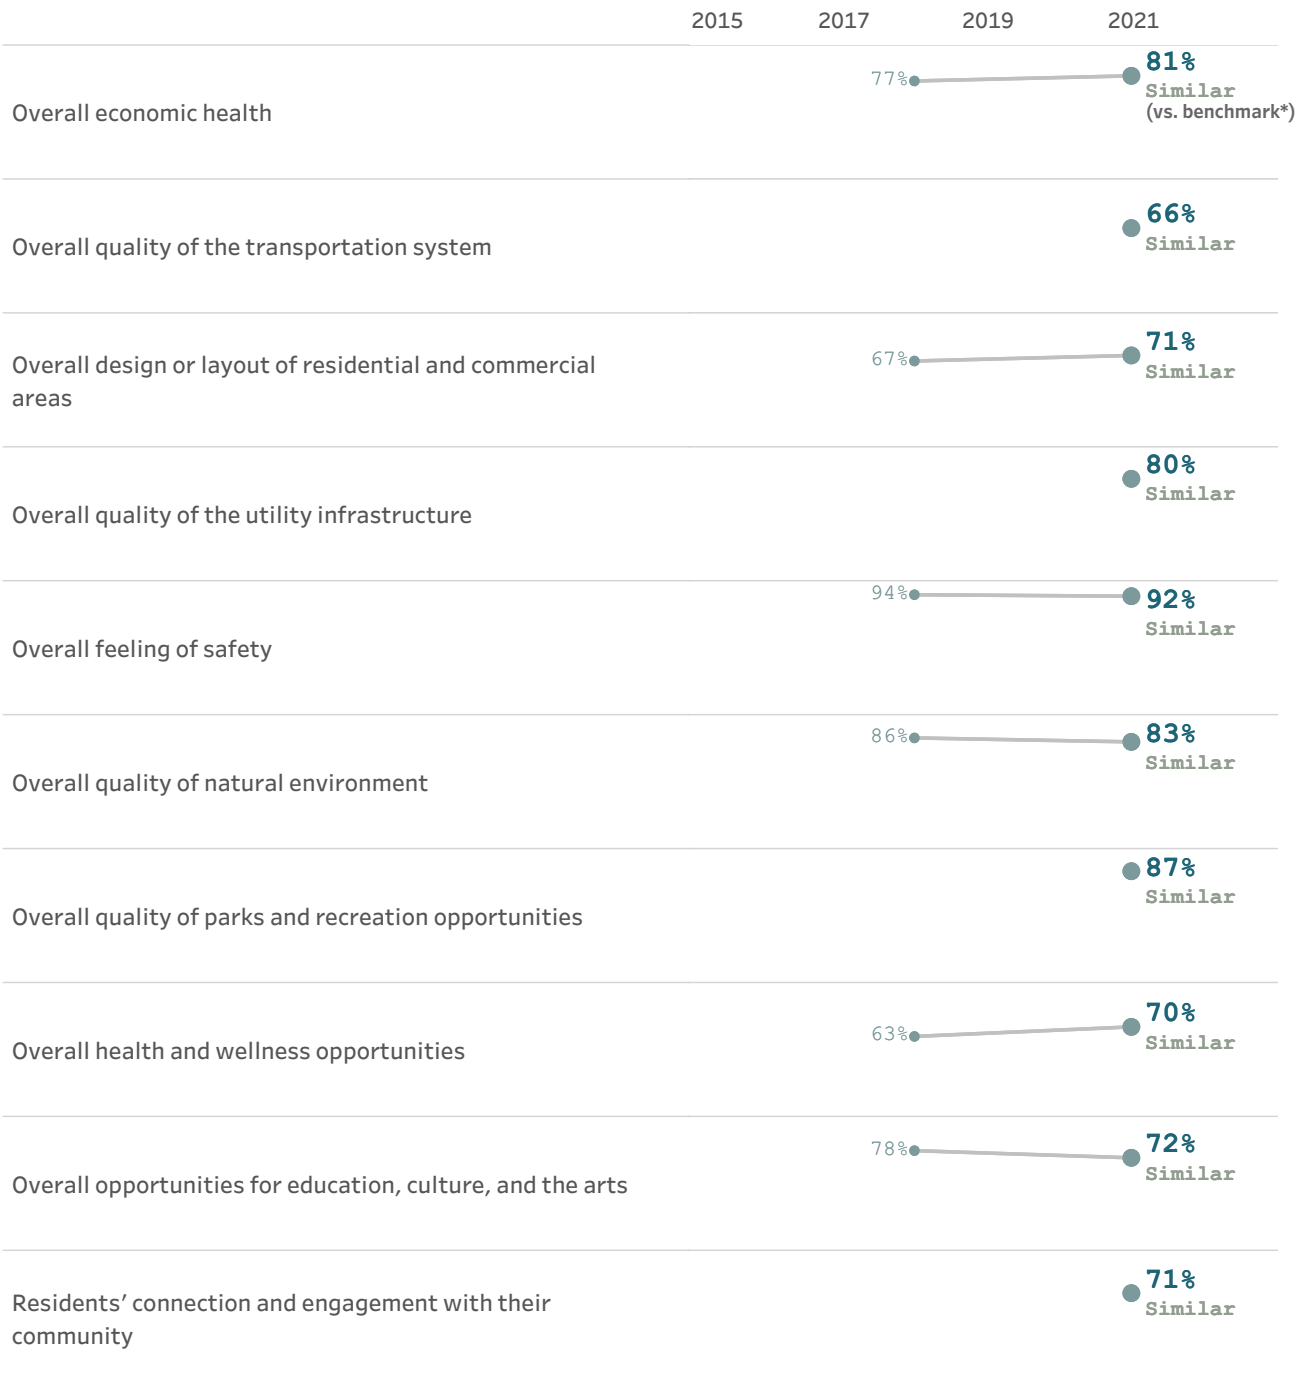 2015 2017 2019 2021
77% 81%
Similar
(vs. benchmark*)
Overall economic health
66%
Similar
Overall quality of the transportation system
67% 71%
Similar
Overall design or layout of residential and commercial
areas
80%
Similar
Overall quality of the utility infrastructure
94% 92%
Similar
Overall feeling of safety
86% 83%
Similar
Overall quality of natural environment
87%
Similar
Overall quality of parks and recreation opportunities
63% 70%
Similar
Overall health and wellness opportunities
78% 72%
Similar
Overall opportunities for education, culture, and the arts
71%
Similar
Residents’ connection and engagement with their
community